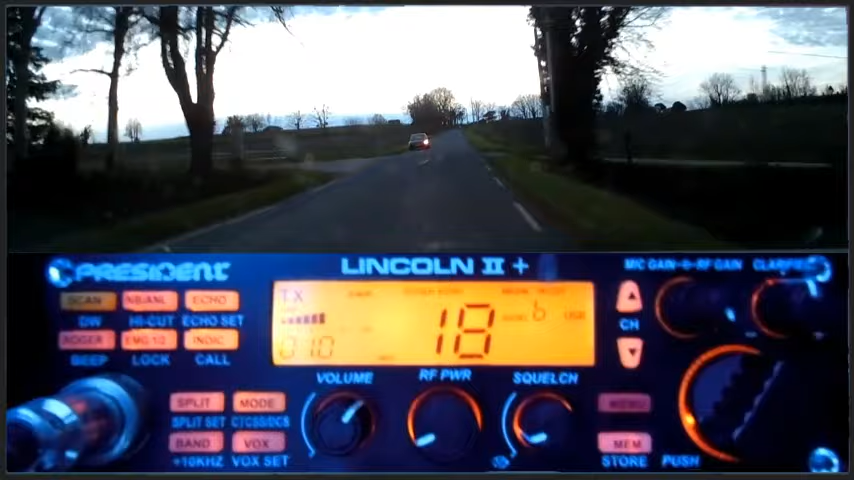 PRESIDENT
LINCOLN II +
MIC GAIN RF GAIN CLARIFIER
SCAN NB/ANL ECHO
DW HI-CUT ECHO SET
ROGER EMG 1/2 INDIC
BEEP LOCK CALL
TX
18
b
USB
010
CH
VOLUME RF PWR SQUELCH
SPLIT MODE
SPLIT SET CTCSS/DCS
BAND VOX
+10KHZ VOX SET
MENU
MEM
STORE PUSH